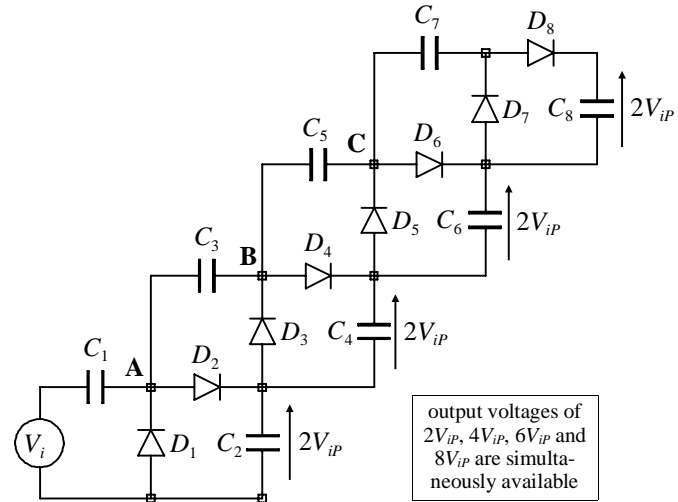 C7
D8
C8
2ViP
D7
C5
C
D6
C6
2ViP
D5
C3
B
D4
C4
2ViP
D3
C1
A
D2
C2
2ViP
D1
Vi
output voltages of
2ViP, 4ViP, 6ViP and
8ViP are simulta-
neously available